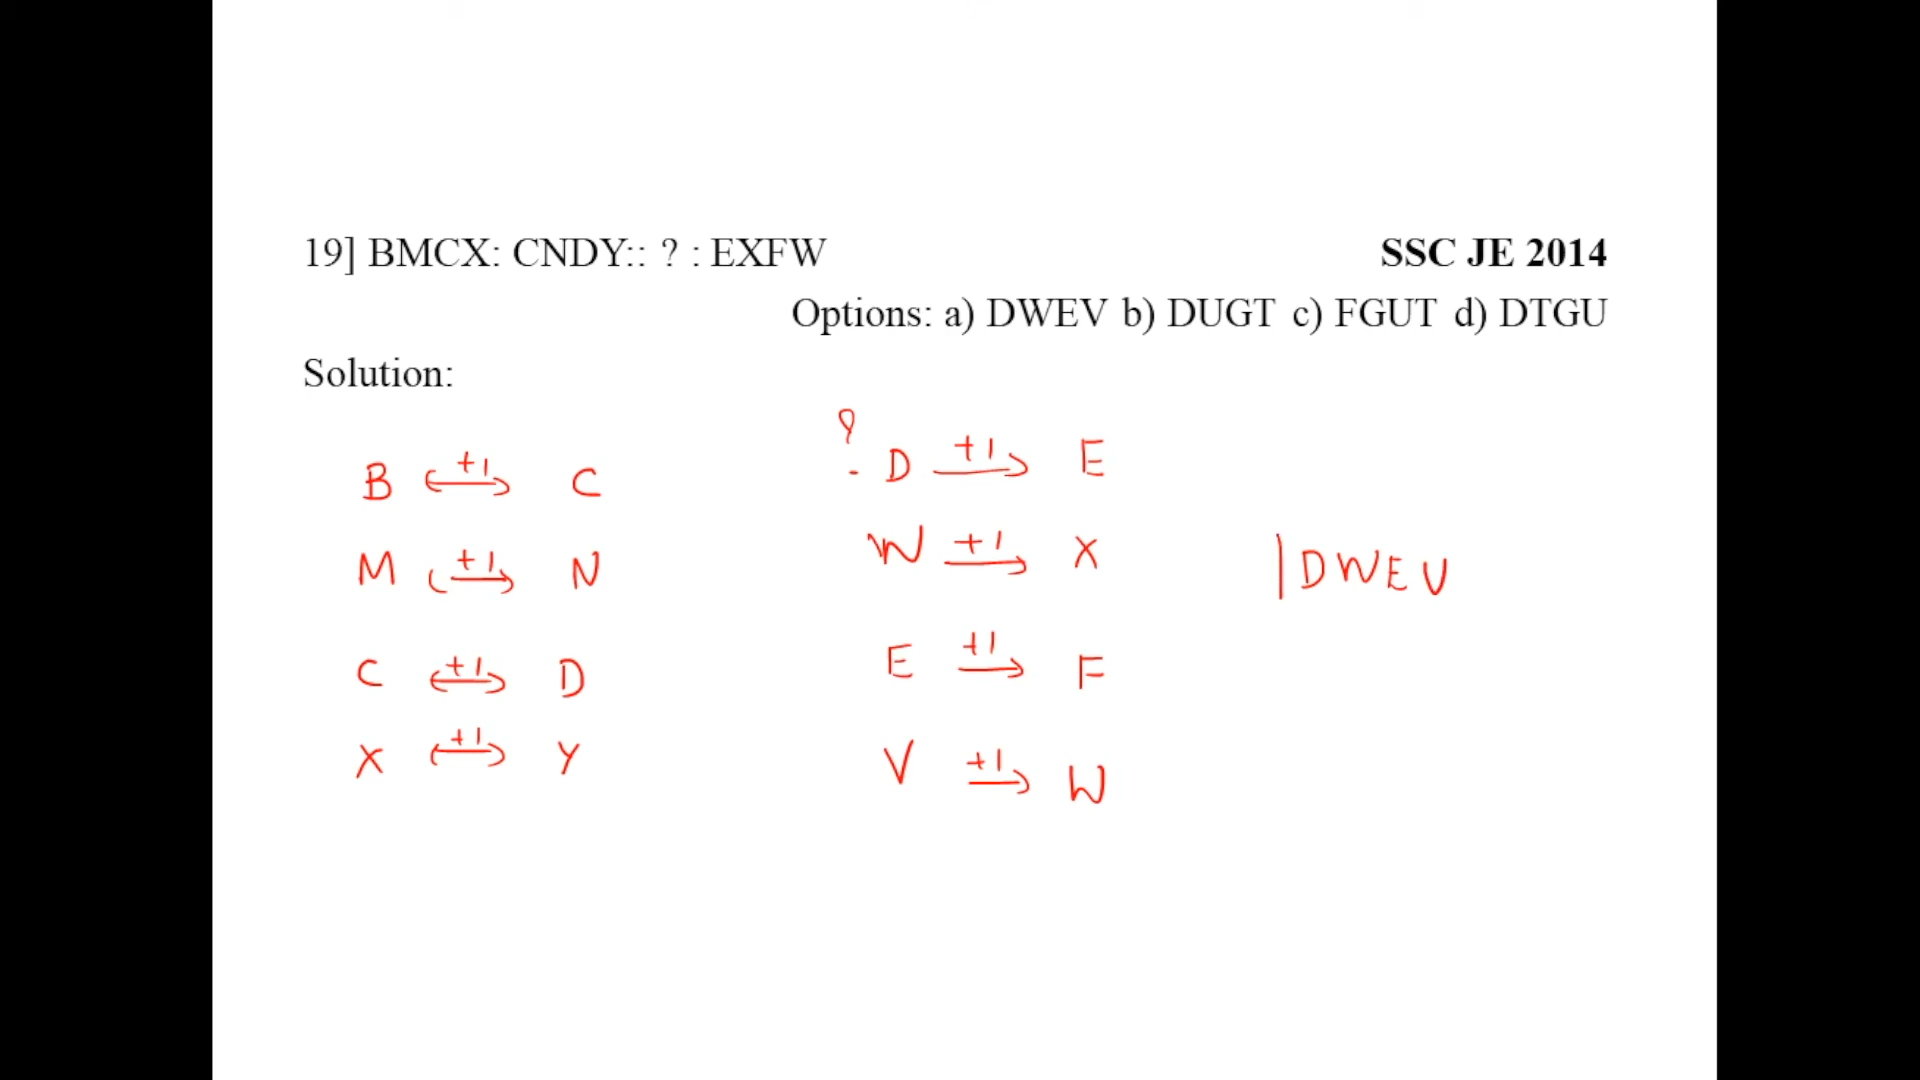 19] BMCX: CNDY:: ? : EXFW SSC JE 2014
Options: a) DWEV b) DUGT c) FGUT d) DTGU
Solution:
B +1 C ? D +1 E
M +1 N W +1 X
DWEV
C +1 D E +1 F
X +1 Y V +1 W